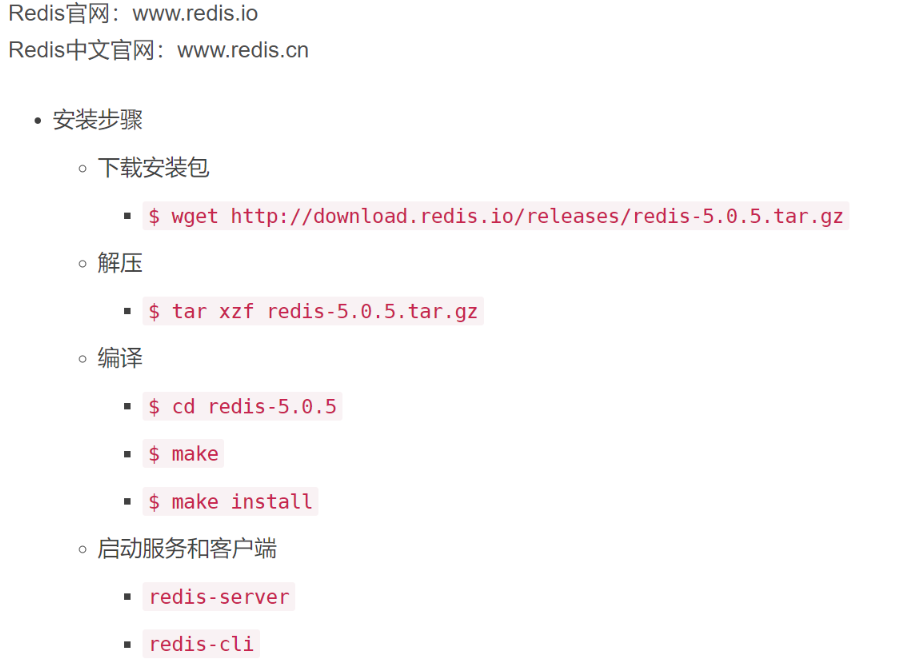 Redis官网：www.redis.io
Redis中文官网：www.redis.cn
安装步骤
下载安装包
$ wget http://download.redis.io/releases/redis-5.0.5.tar.gz
解压
$ tar xzf redis-5.0.5.tar.gz
编译
$ cd redis-5.0.5
$ make
$ make install
启动服务和客户端
redis-server
redis-cli